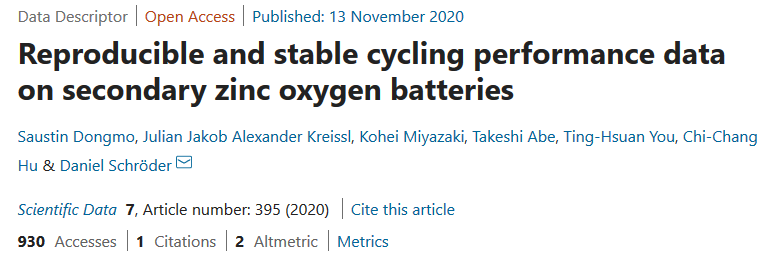 Data Descriptor | Open Access | Published: 13 November 2020
Reproducible and stable cycling performance data
on secondary zinc oxygen batteries
Saustin Dongmo, Julian Jakob Alexander Kreissl, Kohei Miyazaki, Takeshi Abe, Ting-Hsuan You, Chi-Chang
Hu & Daniel Schröder
Scientific Data 7, Article number: 395 (2020) | Cite this article
930 Accesses | 1 Citations | 2 Altmetric | Metrics